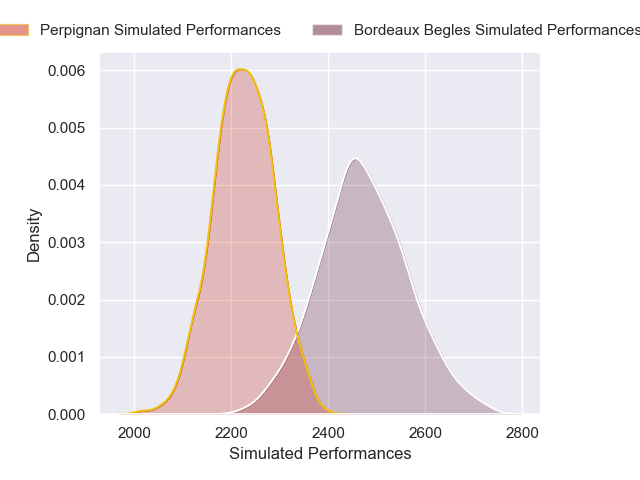 Perpignan Simulated Performances
Bordeaux Begles Simulated Performances
0.006
0.005
0.004
0.003
0.002
0.001
0.000
Density
2000 2200 2400 2600 2800
Simulated Performances